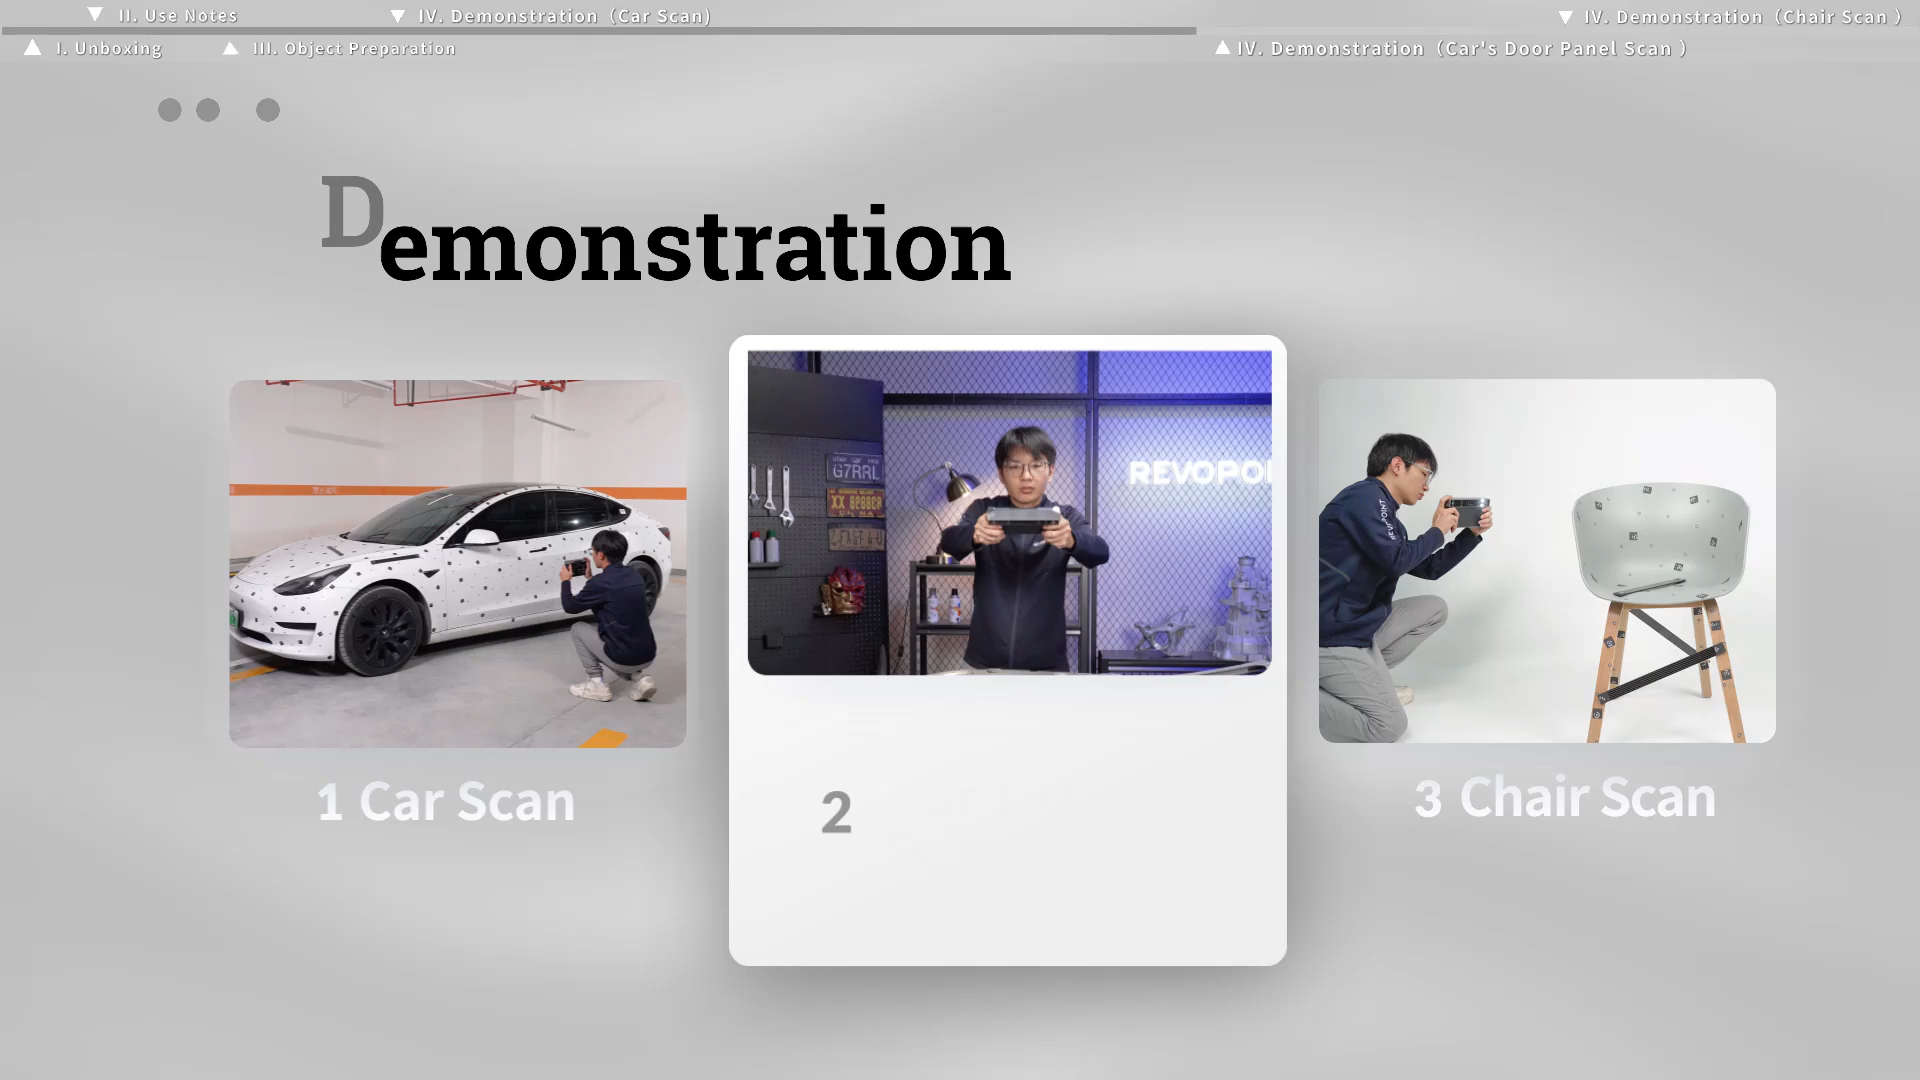 II. Use Notes
IV. Demonstration（Car Scan）
IV. Demonstration（Chair Scan ）
I. Unboxing
III. Object Preparation
IV. Demonstration（Car's Door Panel Scan ）
Demonstration
G7RRL
REVOPOI
REVOPOINT
1 Car Scan
2
3 Chair Scan